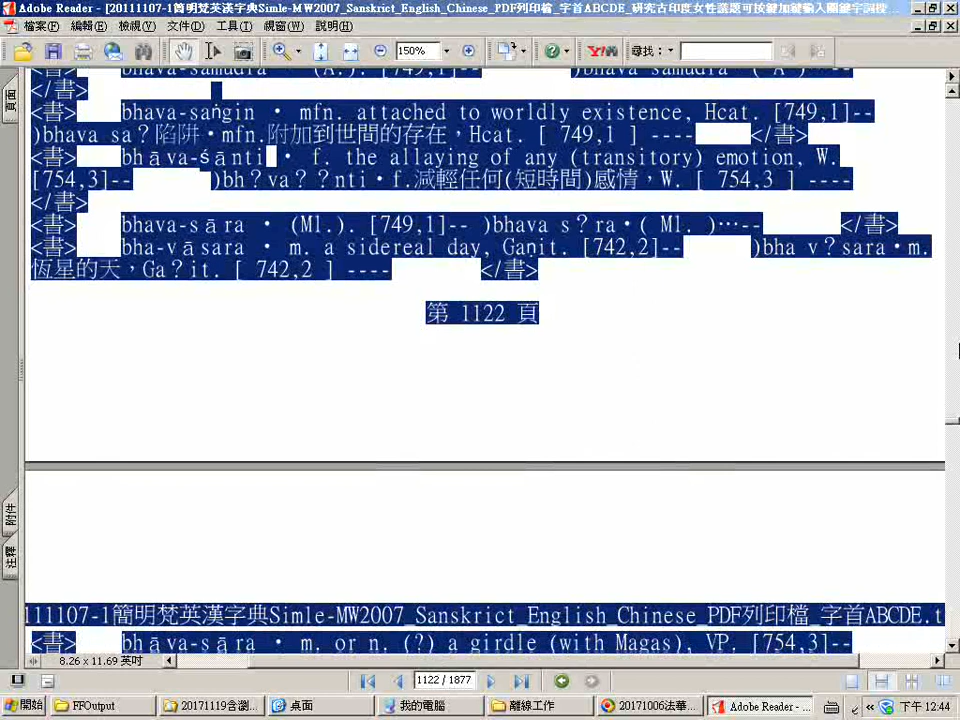 Adobe Reader - [20111107-1簡明梵英漢字典Simle-MW2007_Sanskrict_English_Chinese_PDF列印檔_字首ABCDE_研究古印度女性議題可按鍵加鍵輸入關鍵字詞搜
檔案(F) 編輯(E) 檢視(V) 文件(D) 工具(T) 視窗(W) 說明(H)
150% 尋找：
頁面
<書> bhava-samudra (A.). [749,1]-- )bhava samudra ( A )…--
</書>
<書> bhava-saṅgin ‧ mfn. attached to worldly existence, Hcat. [749,1]--
)bhava sa？陷阱‧mfn.附加到世間的存在，Hcat. [ 749,1 ] ---- </書>
<書> bhāva-śānti ‧ f. the allaying of any (transitory) emotion, W.
[754,3]-- )bh？va？？nti‧f.減輕任何(短時間)感情，W. [ 754,3 ] ----
</書>
<書> bhava-sāra ‧ (Ml.). [749,1]-- )bhava s？ra‧( Ml. )…-- </書>
<書> bha-vāsara ‧ m. a sidereal day, Gaṇit. [742,2]-- )bha v？sara‧m.
恆星的天，Ga？it. [ 742,2 ] ---- </書>
第 1122 頁
附件
注釋
111107-1簡明梵英漢字典Simle-MW2007_Sanskrict_English_Chinese_PDF列印檔_字首ABCDE.t
<書> bhāva-sāra ‧ m. or n. (?) a girdle (with Magas), VP. [754,3]--
8.26 x 11.69 英吋
1122 / 1877
開始 FFOutput 20171119含瀏... 桌面 我的電腦 離線工作 20171006法華... Adobe Reader - ... 下午 12:44